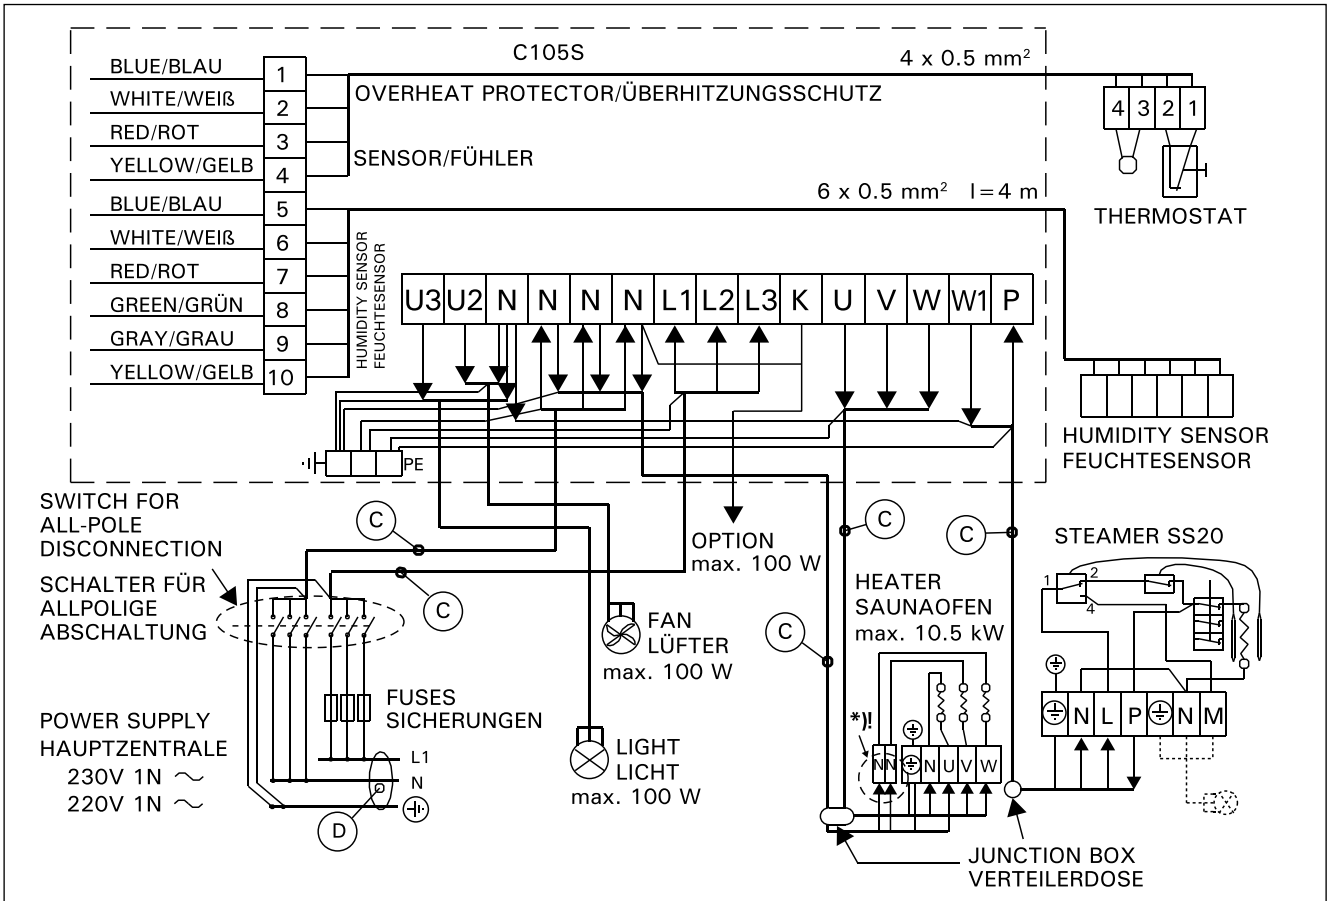 C105S
4 x 0.5 mm²
BLUE/BLAU 1
WHITE/WEIß 2
RED/ROT 3
YELLOW/GELB 4
BLUE/BLAU 5
WHITE/WEIß 6
RED/ROT 7
GREEN/GRÜN 8
GRAY/GRAU 9
YELLOW/GELB 10
OVERHEAT PROTECTOR/ÜBERHITZUNGSSCHUTZ
SENSOR/FÜHLER
4 3 2 1
THERMOSTAT
6 x 0.5 mm² l=4 m
HUMIDITY SENSOR
FEUCHTESENSOR
U3 U2 N N N N L1 L2 L3 K U V W W1 P
HUMIDITY SENSOR
FEUCHTESENSOR
PE
SWITCH FOR
ALL-POLE
DISCONNECTION
SCHALTER FÜR
ALLPOLIGE
ABSCHALTUNG
C
C
C
C
C
OPTION
max. 100 W
HEATER
SAUNAOFEN
max. 10.5 kW
STEAMER SS20
1 2
4
FAN
LÜFTER
max. 100 W
FUSES
SICHERUNGEN
POWER SUPPLY
HAUPTZENTRALE
230V 1N ~
220V 1N ~
L1
N
D
LIGHT
LICHT
max. 100 W
*)!
N N N U V W
N L P N M
JUNCTION BOX
VERTEILERDOSE